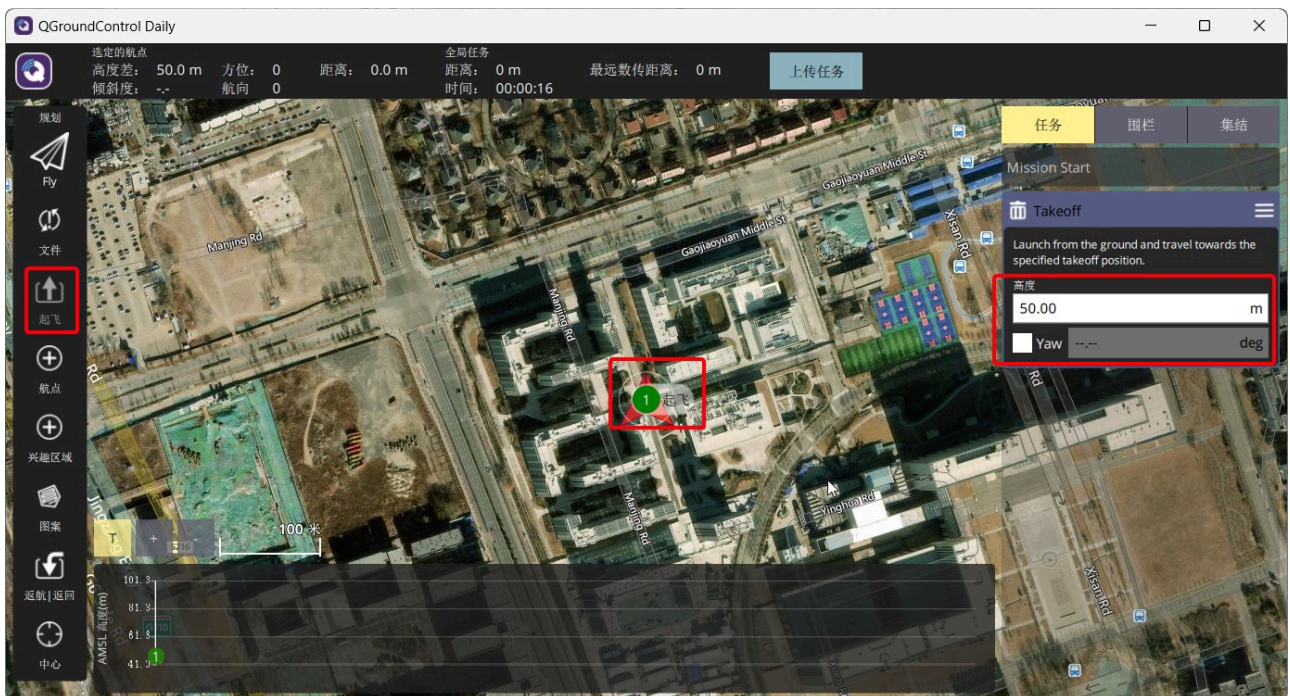 QGroundControl Daily
选定的航点
高度差: 50.0 m 方位: 0 距离: 0.0 m
倾斜度: -.- 航向 0
全局任务
距离: 0 m 最远数传距离: 0 m
时间: 00:00:16
上传任务
规划
Fly
文件
起飞
航点
兴趣区域
图案
返航|返回
中心
任务 围栏 集结
Mission Start
Takeoff
Launch from the ground and travel towards the
specified takeoff position.
高度
50.00 m
Yaw --.-- deg
Gaojiaoyuan Middle St
Gaojiaoyuan Middle St
Xisan Rd
Manjing Rd
Manjing Rd
1 起飞
Rd
Rd
Yinghua Rd
Manjing Rd
Xisan Rd
T + -
100 米
AMSL 高度(m)
101.3
81.3
61.3
41.3
1